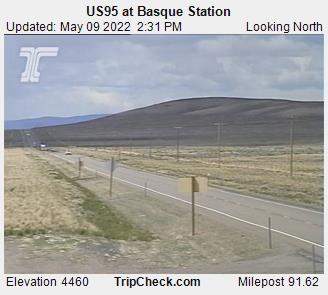 US95 at Basque Station
Updated: May 09 2022 2:31 PM Looking North
Elevation 4460 TripCheck.com Milepost 91.62